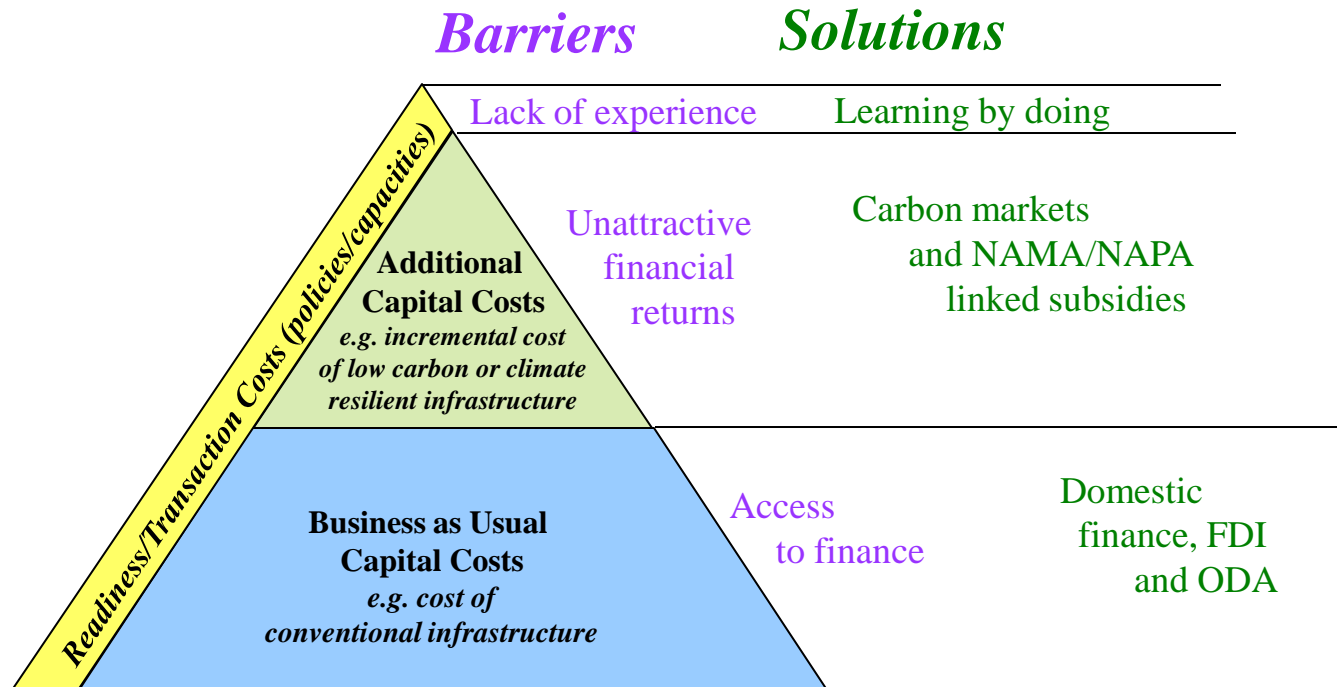 Barriers Solutions
Lack of experience Learning by doing
Readiness/Transaction Costs (policies/capacities)
Additional
Capital Costs
e.g. incremental cost
of low carbon or climate
resilient infrastructure
Unattractive
financial
returns
Carbon markets
and NAMA/NAPA
linked subsidies
Business as Usual
Capital Costs
e.g. cost of
conventional infrastructure
Access
to finance
Domestic
finance, FDI
and ODA